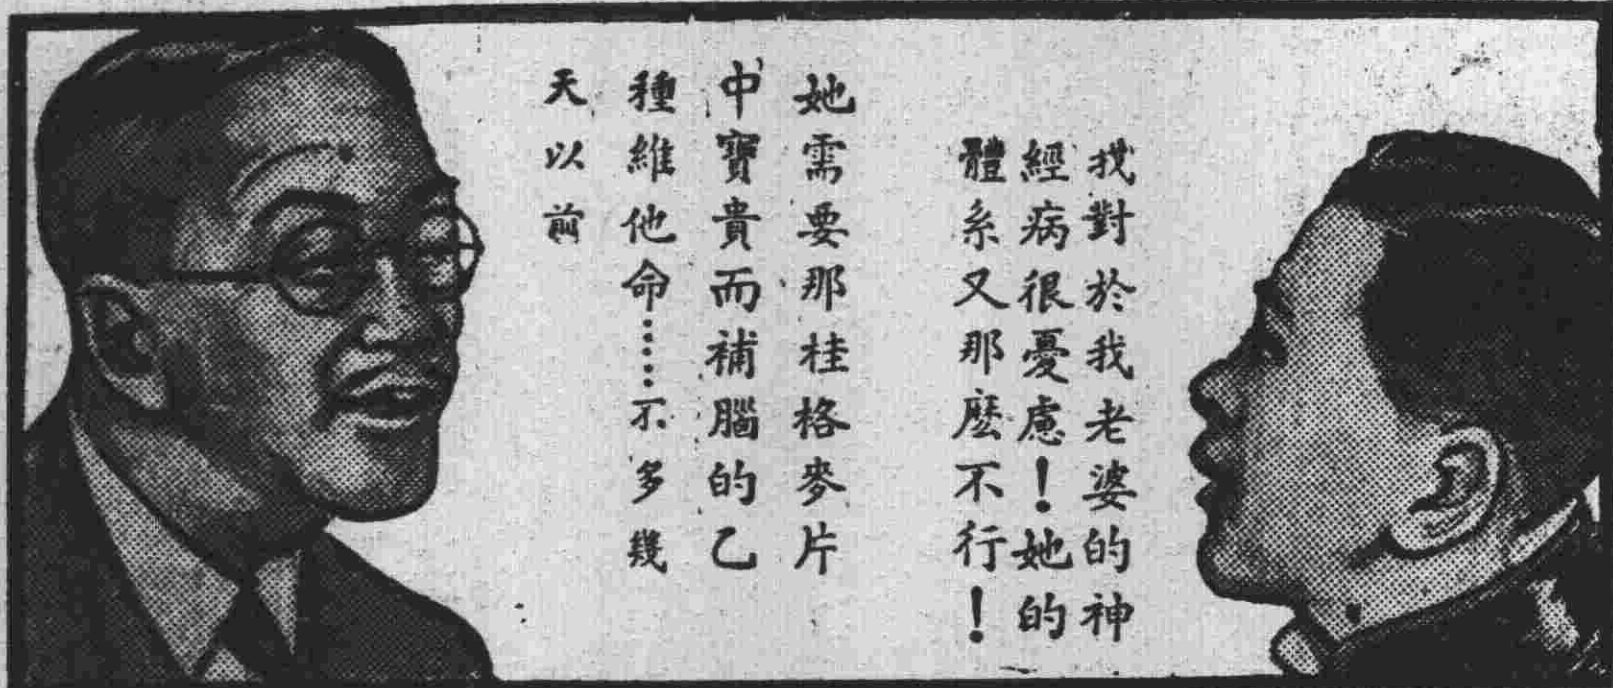 我對於我老婆的神
經病很憂慮！她的
體系又那麽不行！
她需要那桂格麥片
中寶貴而補腦的乙
種維他命……不多幾
天以前